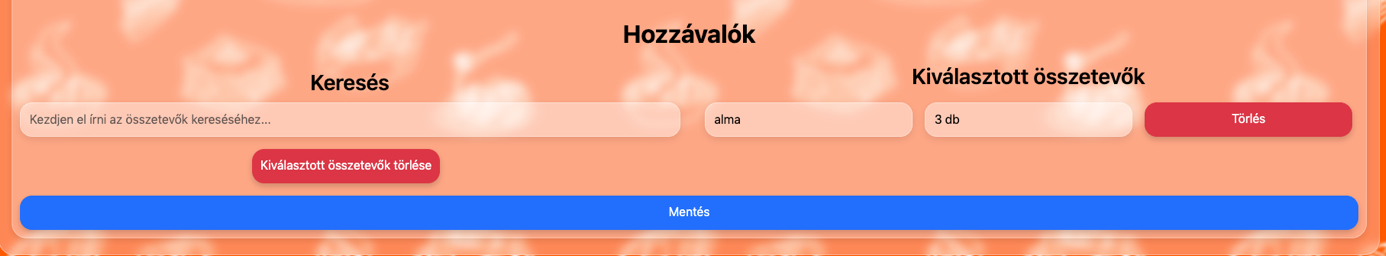 Hozzávalók
Keresés
Kiválasztott összetevők
Kezdjen el írni az összetevők kereséséhez...
alma
3 db
Törlés
Kiválasztott összetevők törlése
Mentés